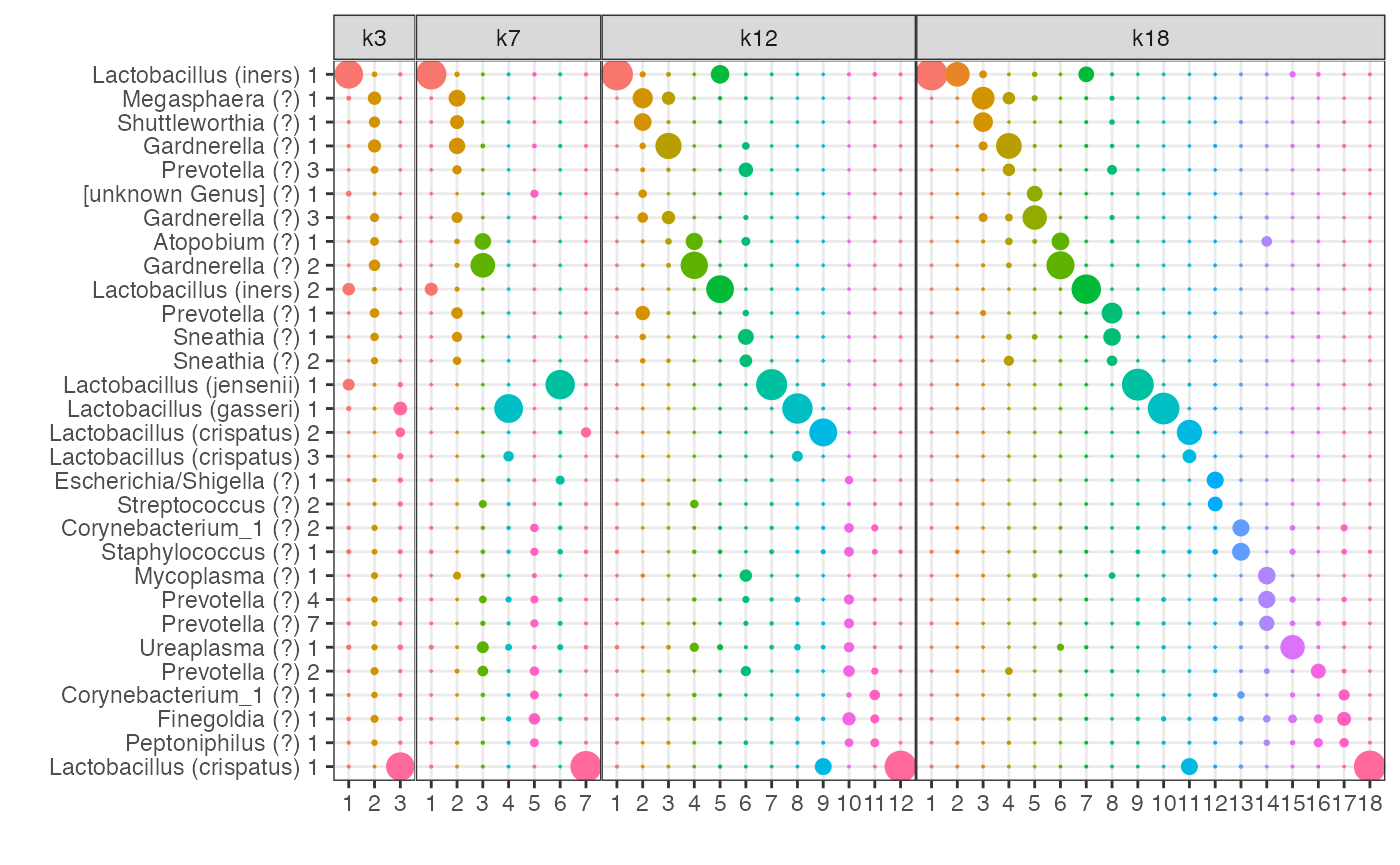 k3 k7 k12 k18
Lactobacillus (iners) 1
Megasphaera (?) 1
Shuttleworthia (?) 1
Gardnerella (?) 1
Prevotella (?) 3
[unknown Genus] (?) 1
Gardnerella (?) 3
Atopobium (?) 1
Gardnerella (?) 2
Lactobacillus (iners) 2
Prevotella (?) 1
Sneathia (?) 1
Sneathia (?) 2
Lactobacillus (jensenii) 1
Lactobacillus (gasseri) 1
Lactobacillus (crispatus) 2
Lactobacillus (crispatus) 3
Escherichia/Shigella (?) 1
Streptococcus (?) 2
Corynebacterium_1 (?) 2
Staphylococcus (?) 1
Mycoplasma (?) 1
Prevotella (?) 4
Prevotella (?) 7
Ureaplasma (?) 1
Prevotella (?) 2
Corynebacterium_1 (?) 1
Finegoldia (?) 1
Peptoniphilus (?) 1
Lactobacillus (crispatus) 1
1 2 3 1 2 3 4 5 6 7 1 2 3 4 5 6 7 8 9 10 11 12 1 2 3 4 5 6 7 8 9 10 11 12 13 14 15 16 17 18